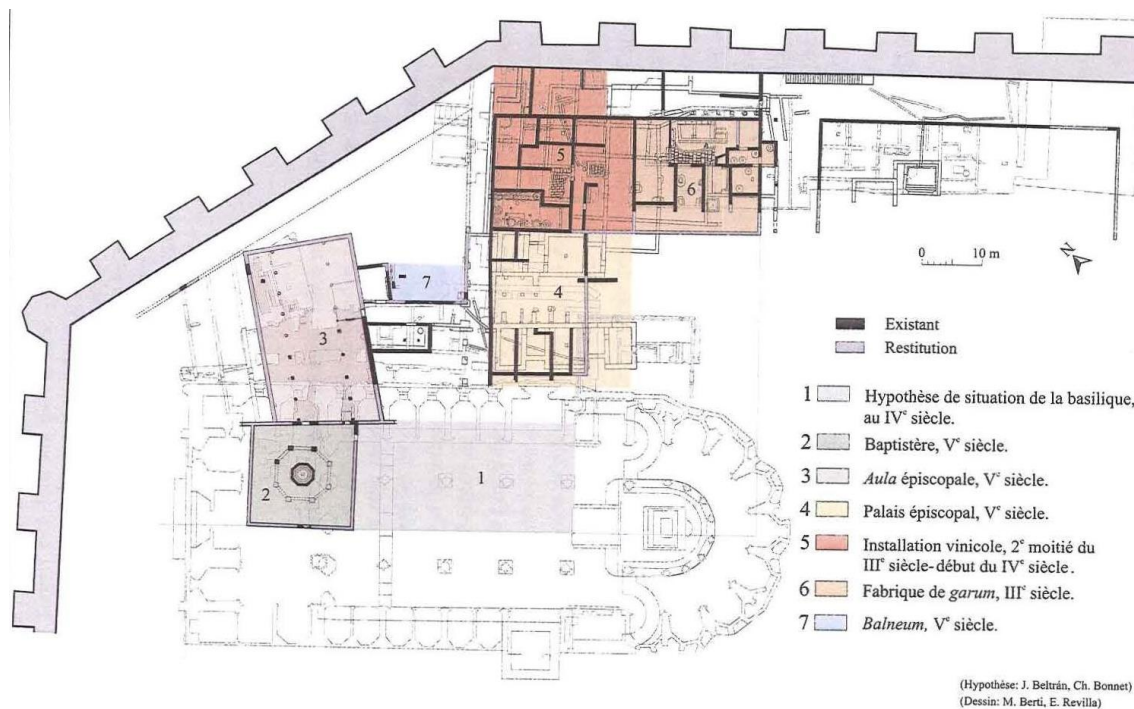 5
6
4
7
3
2
1
0 10 m
N
Existant
Restitution
1 Hypothèse de situation de la basilique,
au IVe siècle.
2 Baptistère, Ve siècle.
3 Aula épiscopale, Ve siècle.
4 Palais épiscopal, Ve siècle.
5 Installation vinicole, 2e moitié du
IIIe siècle-début du IVe siècle.
6 Fabrique de garum, IIIe siècle.
7 Balneum, Ve siècle.
(Hypothèse: J. Beltrán, Ch. Bonnet)
(Dessin: M. Berti, E. Revilla)